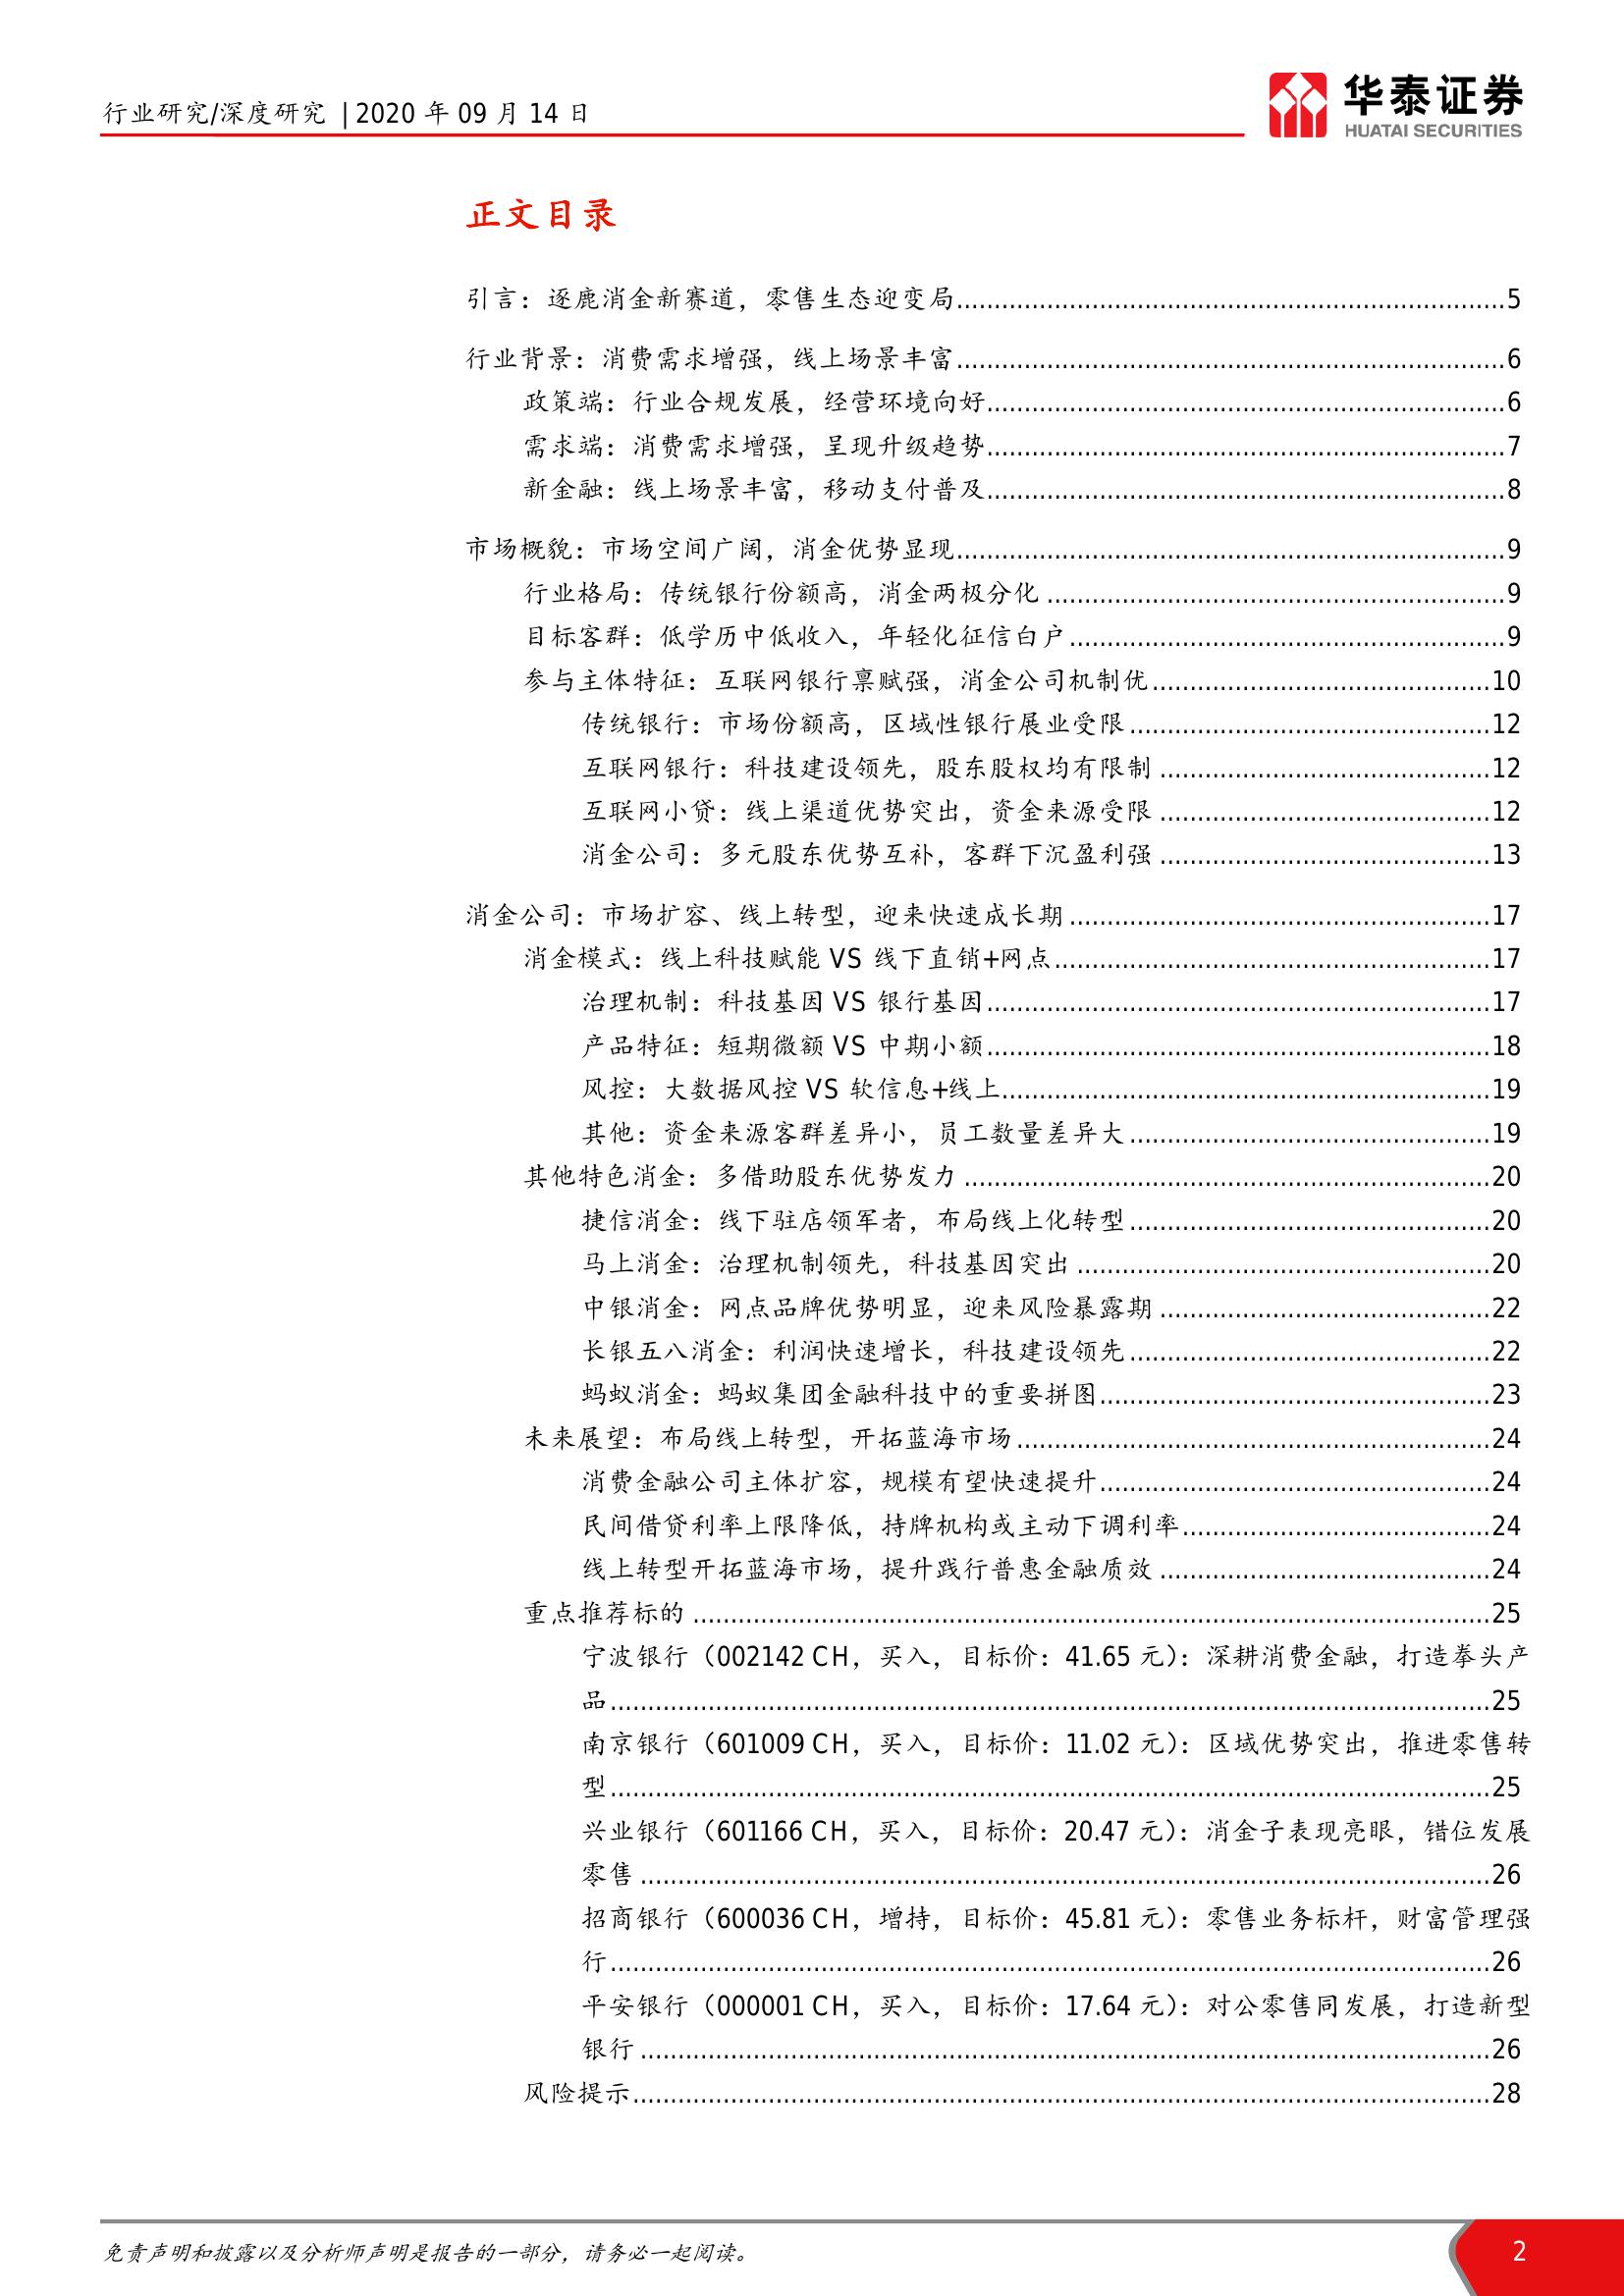 行业研究/深度研究 | 2020 年 09 月 14 日
华泰证券
HUATAI SECURITIES
正文目录
引言：逐鹿消金新赛道，零售生态迎变局....................5
行业背景：消费需求增强，线上场景丰富....................6
政策端：行业合规发展，经营环境向好....................6
需求端：消费需求增强，呈现升级趋势....................7
新金融：线上场景丰富，移动支付普及....................8
市场概貌：市场空间广阔，消金优势显现....................9
行业格局：传统银行份额高，消金两极分化....................9
目标客群：低学历中低收入，年轻化征信白户....................9
参与主体特征：互联网银行禀赋强，消金公司机制优....................10
传统银行：市场份额高，区域性银行展业受限....................12
互联网银行：科技建设领先，股东股权均有限制....................12
互联网小贷：线上渠道优势突出，资金来源受限....................12
消金公司：多元股东优势互补，客群下沉盈利强....................13
消金公司：市场扩容、线上转型，迎来快速成长期....................17
消金模式：线上科技赋能 VS 线下直销+网点....................17
治理机制：科技基因 VS 银行基因....................17
产品特征：短期微额 VS 中期小额....................18
风控：大数据风控 VS 软信息+线上....................19
其他：资金来源客群差异小，员工数量差异大....................19
其他特色消金：多借助股东优势发力....................20
捷信消金：线下驻店领军者，布局线上化转型....................20
马上消金：治理机制领先，科技基因突出....................20
中银消金：网点品牌优势明显，迎来风险暴露期....................22
长银五八消金：利润快速增长，科技建设领先....................22
蚂蚁消金：蚂蚁集团金融科技中的重要拼图....................23
未来展望：布局线上转型，开拓蓝海市场....................24
消费金融公司主体扩容，规模有望快速提升....................24
民间借贷利率上限降低，持牌机构或主动下调利率....................24
线上转型开拓蓝海市场，提升践行普惠金融质效....................24
重点推荐标的....................25
宁波银行（002142 CH，买入，目标价：41.65 元）：深耕消费金融，打造拳头产
品....................25
南京银行（601009 CH，买入，目标价：11.02 元）：区域优势突出，推进零售转
型....................25
兴业银行（601166 CH，买入，目标价：20.47 元）：消金子表现亮眼，错位发展
零售....................26
招商银行（600036 CH，增持，目标价：45.81 元）：零售业务标杆，财富管理强
行....................26
平安银行（000001 CH，买入，目标价：17.64 元）：对公零售同发展，打造新型
银行....................26
风险提示....................28
免责声明和披露以及分析师声明是报告的一部分，请务必一起阅读。
2